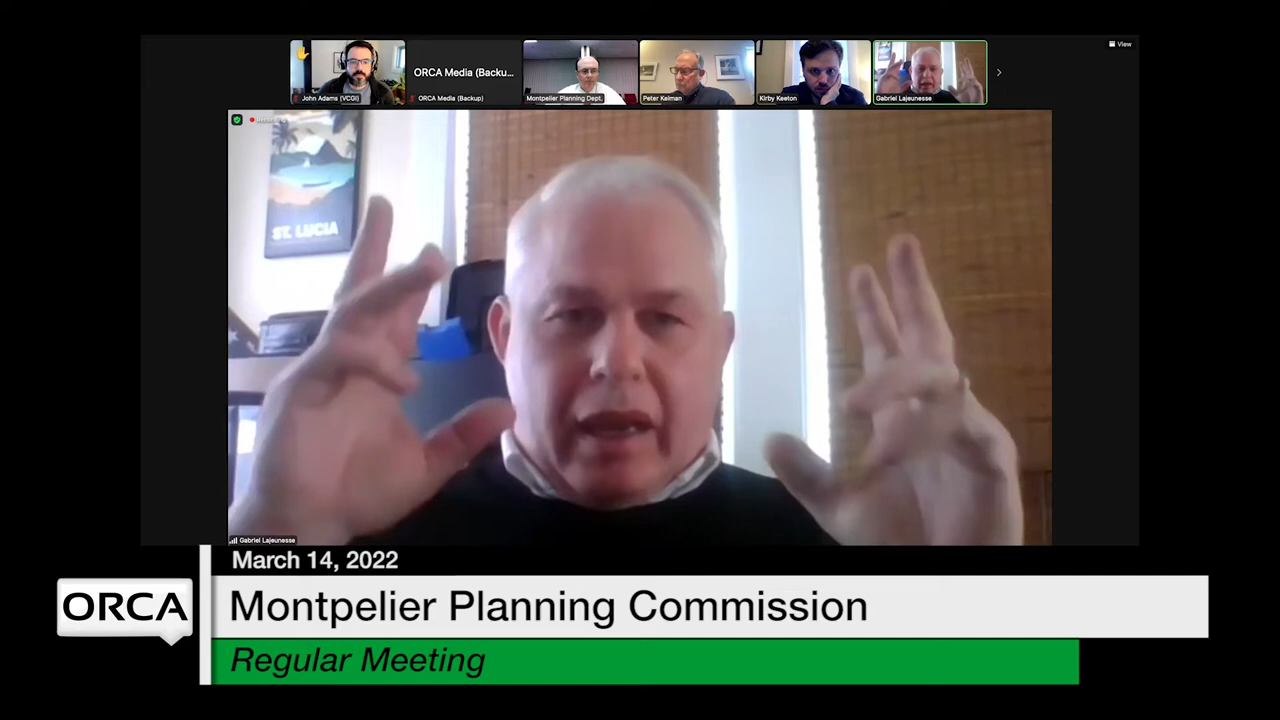 View
John Adams (VCGI)
ORCA Media (Backu...
ORCA Media (Backup)
Montpelier Planning Dept.
Peter Kelman
Kirby Keeton
Gabriel Lajeunesse
ST. LUCIA
Gabriel Lajeunesse
March 14, 2022
ORCA
Montpelier Planning Commission
Regular Meeting